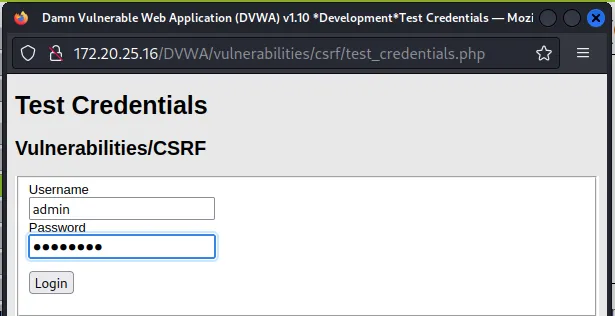 Damn Vulnerable Web Application (DVWA) v1.10 *Development*Test Credentials — Mozi
172.20.25.16/DVWA/vulnerabilities/csrf/test_credentials.php
Test Credentials
Vulnerabilities/CSRF
Username
admin
Password
●●●●●●●●
Login